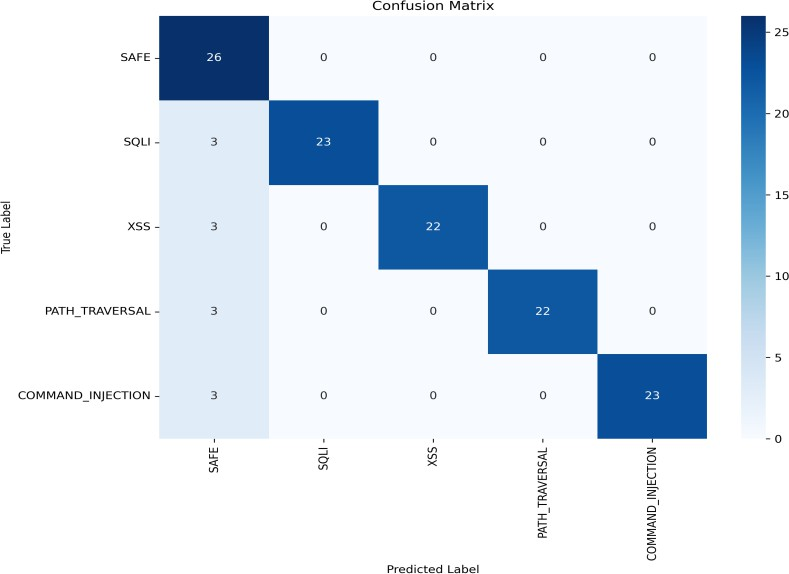 Confusion Matrix
SAFE 26 0 0 0 0
SQLI 3 23 0 0 0
XSS 3 0 22 0 0
PATH_TRAVERSAL 3 0 0 22 0
COMMAND_INJECTION 3 0 0 0 23
True Label
SAFE SQLI XSS PATH_TRAVERSAL COMMAND_INJECTION
Predicted Label
25
20
15
10
5
0